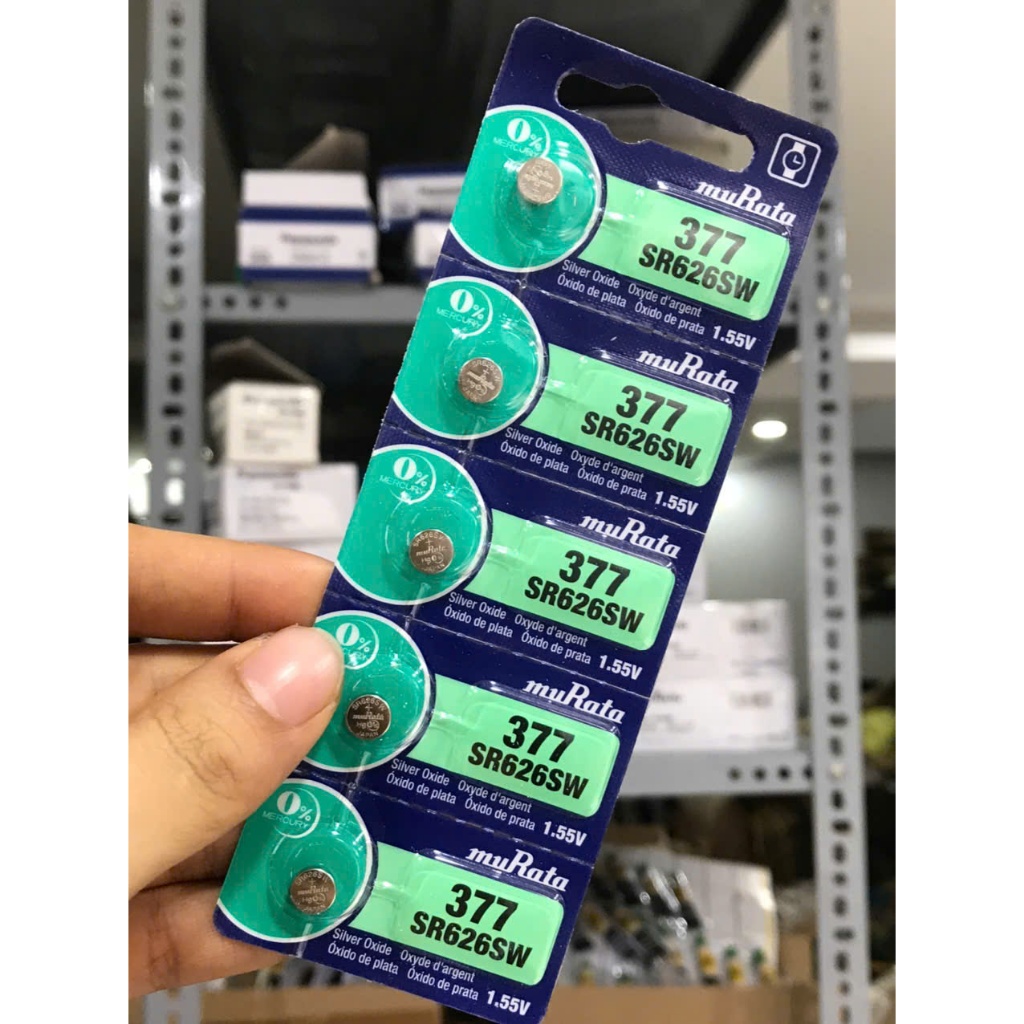 0%
MERCURY
muRata
377
SR626SW
Silver Oxide Oxyde d'argent
Óxido de plata Óxido de prata 1.55V
0%
MERCURY
muRata
377
SR626SW
Silver Oxide Oxyde d'argent
Óxido de plata Óxido de prata 1.55V
0%
MERCURY
muRata
377
SR626SW
Silver Oxide Oxyde d'argent
Óxido de plata Óxido de prata 1.55V
muRata
0%
muRata
377
SR626SW
Silver Oxide Oxyde d'argent
Óxido de plata Óxido de prata 1.55V
muRata
0%
MERCURY
muRata
377
SR626SW
Silver Oxide Oxyde d'argent
Óxido de plata Óxido de prata 1.55V
muRata
Panasonic